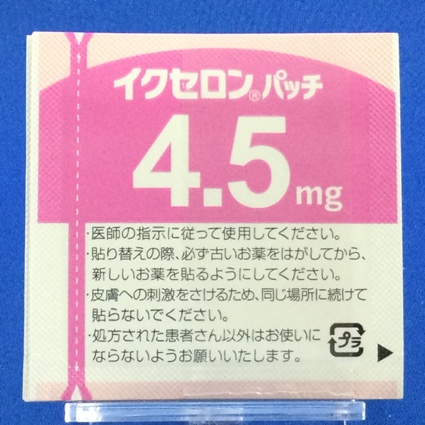 イクセロン®パッチ
4.5mg
・医師の指示に従って使用してください。
・貼り替えの際、必ず古いお薬をはがしてから、
新しいお薬を貼るようにしてください。
・皮膚への刺激をさけるため、同じ場所に続けて
貼らないでください。
・処方された患者さん以外はお使いに
ならないようお願いいたします。
プラ